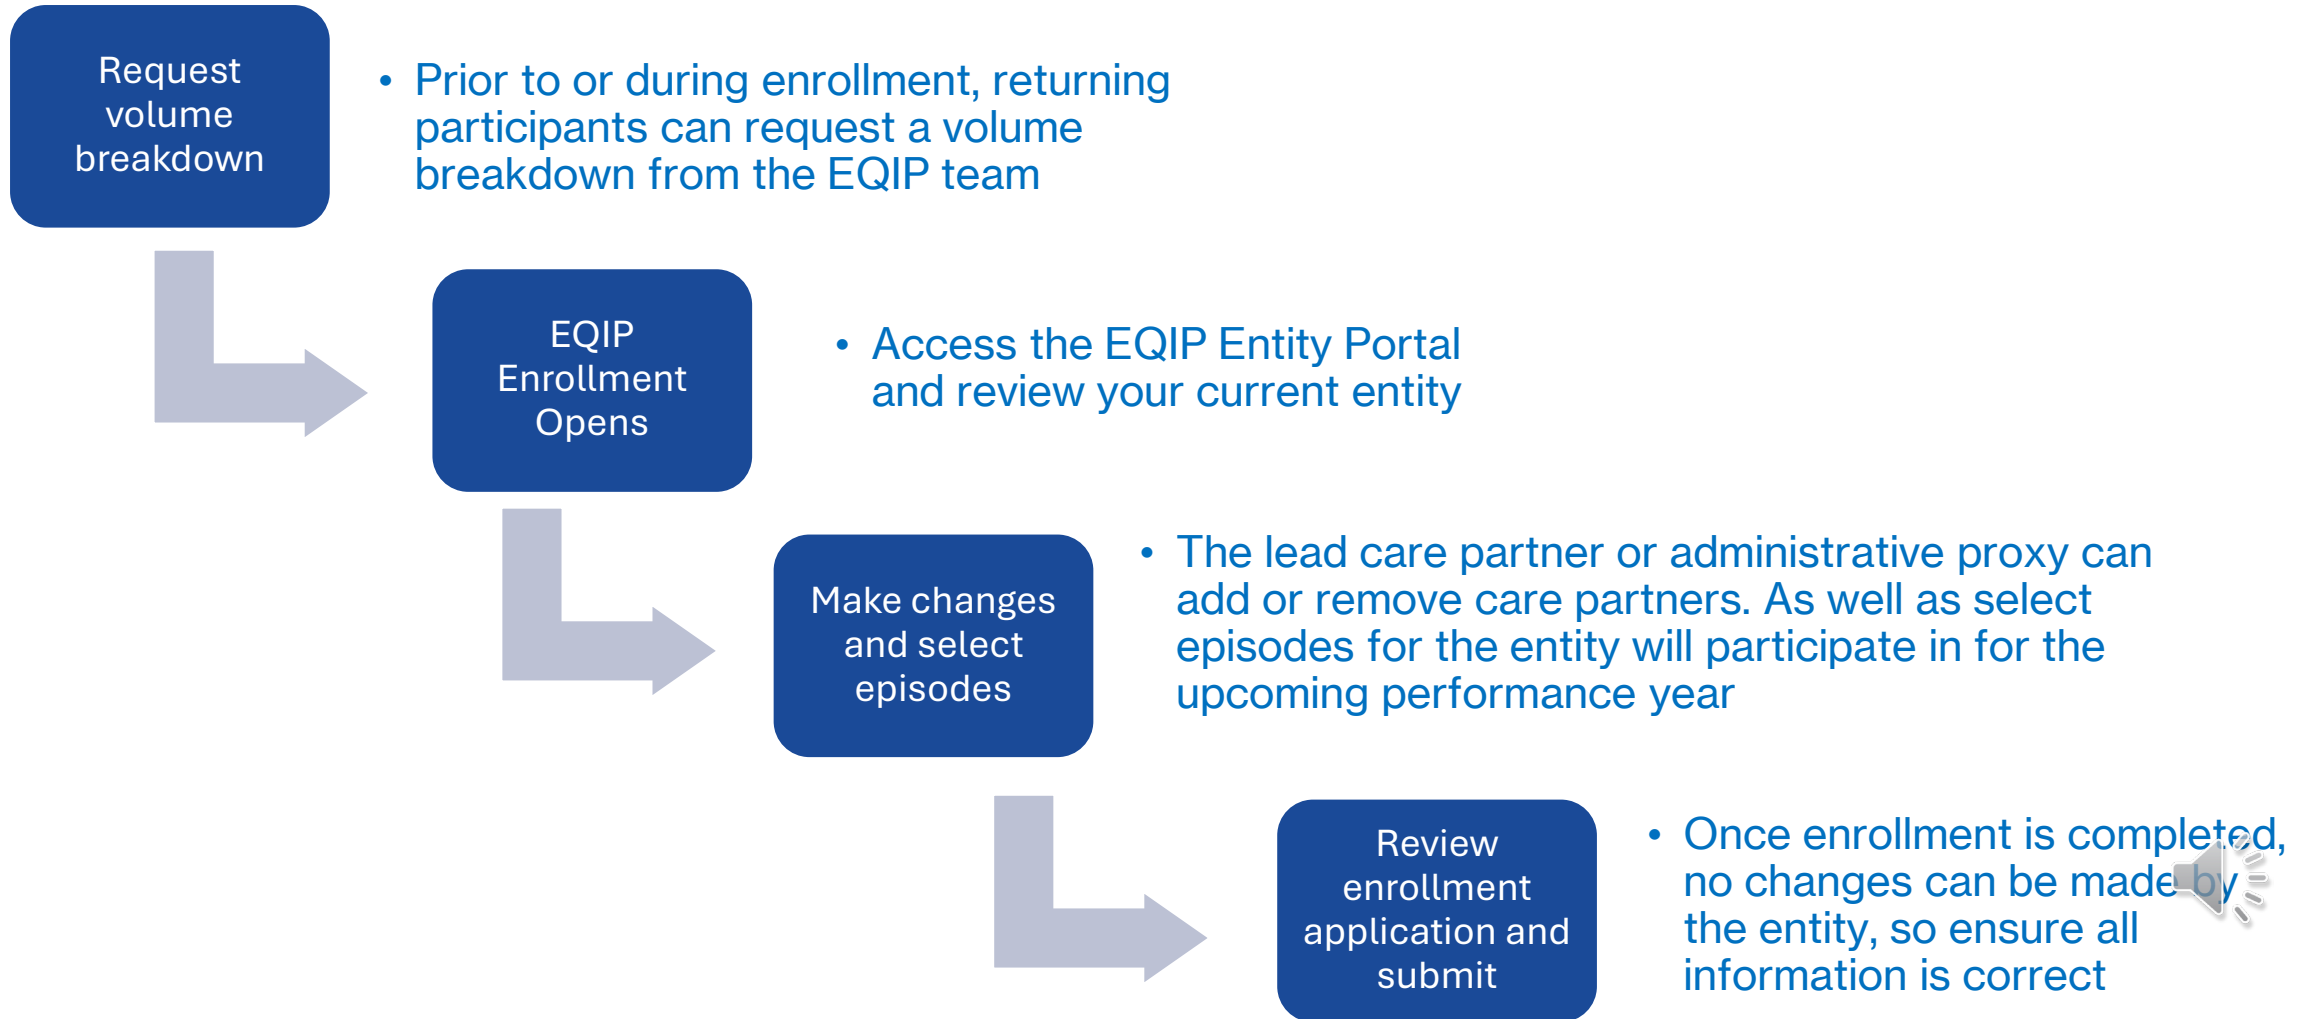 Request
volume
breakdown
• Prior to or during enrollment, returning
participants can request a volume
breakdown from the EQIP team
EQIP
Enrollment
Opens
• Access the EQIP Entity Portal
and review your current entity
Make changes
and select
episodes
• The lead care partner or administrative proxy can
add or remove care partners. As well as select
episodes for the entity will participate in for the
upcoming performance year
Review
enrollment
application and
submit
• Once enrollment is completed,
no changes can be made by
the entity, so ensure all
information is correct